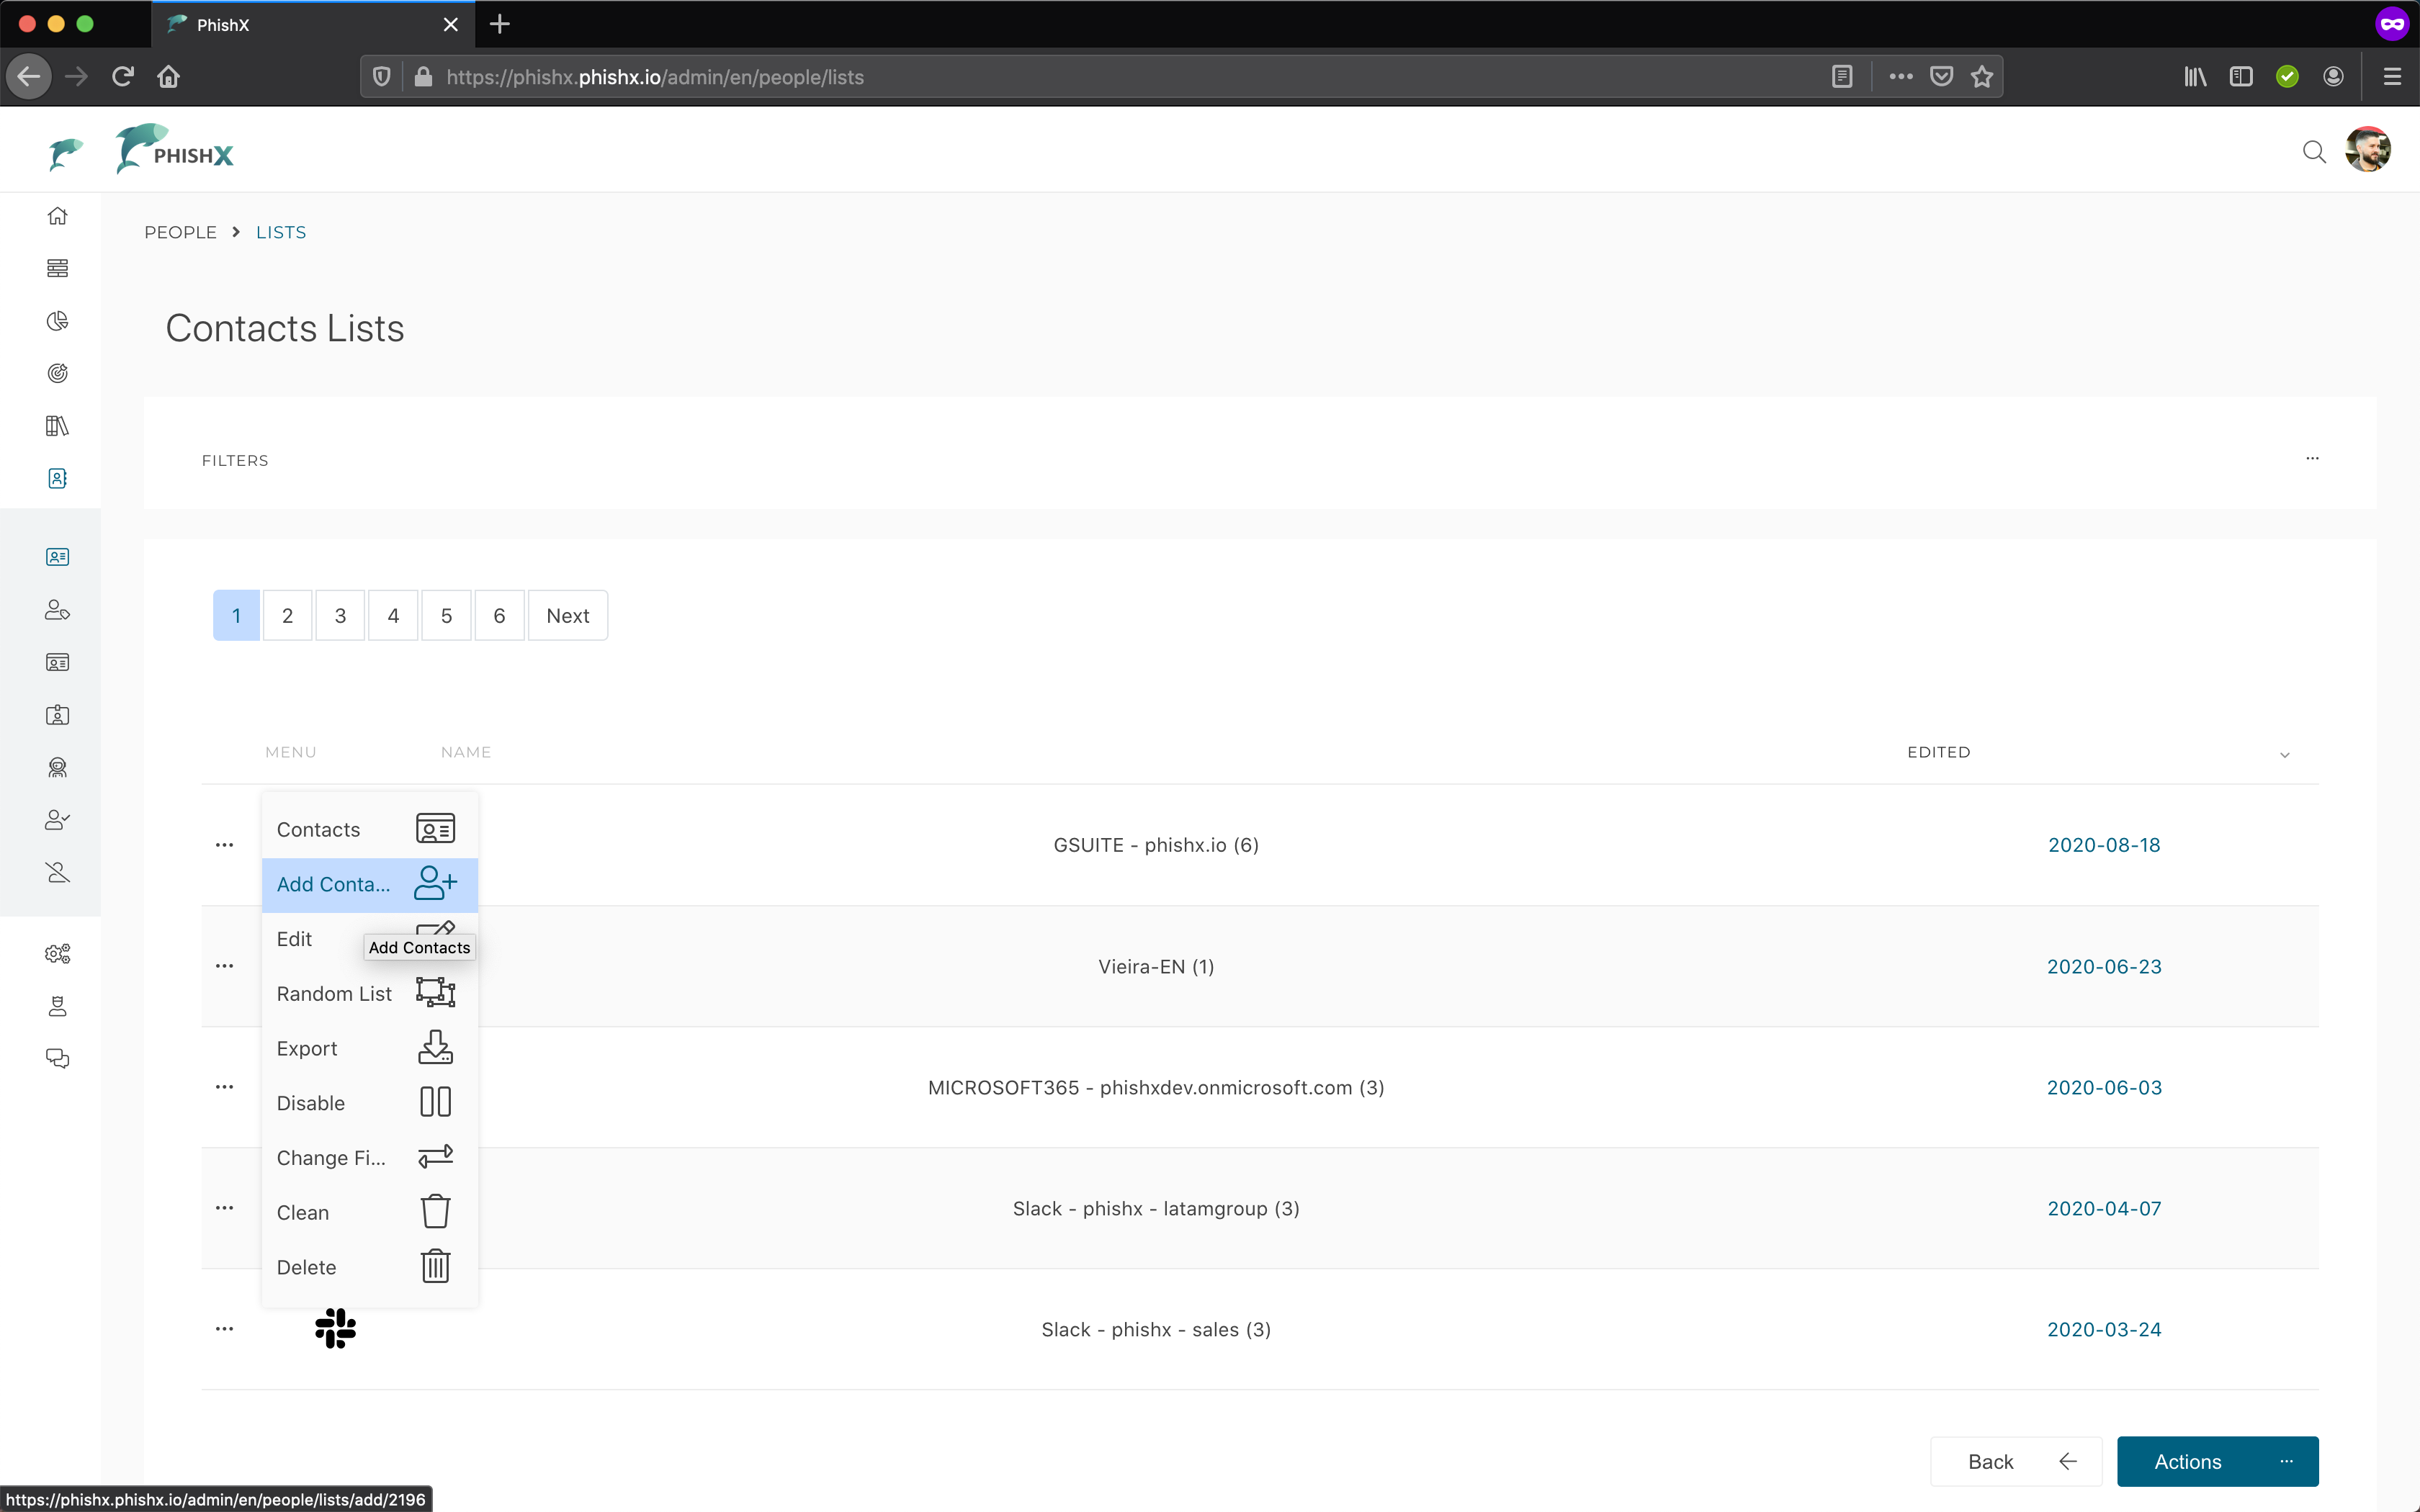 PhishX
https://phishx.phishx.io/admin/en/people/lists
PHISHX
PEOPLE > LISTS
Contacts Lists
FILTERS ...
1 2 3 4 5 6 Next
MENU NAME EDITED
Contacts
Add Conta...
Edit
Add Contacts
Random List
Export
Disable
Change Fi...
Clean
Delete
... GSUITE - phishx.io (6) 2020-08-18
... Vieira-EN (1) 2020-06-23
... MICROSOFT365 - phishxdev.onmicrosoft.com (3) 2020-06-03
... Slack - phishx - latamgroup (3) 2020-04-07
... Slack - phishx - sales (3) 2020-03-24
Back Actions ...
https://phishx.phishx.io/admin/en/people/lists/add/2196